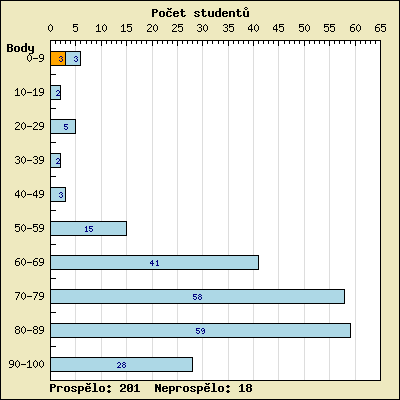 Počet studentů
0 5 10 15 20 25 30 35 40 45 50 55 60 65
Body
0-9 3 3
10-19 2
20-29 5
30-39 2
40-49 3
50-59 15
60-69 41
70-79 58
80-89 59
90-100 28
Prospělo: 201 Neprospělo: 18